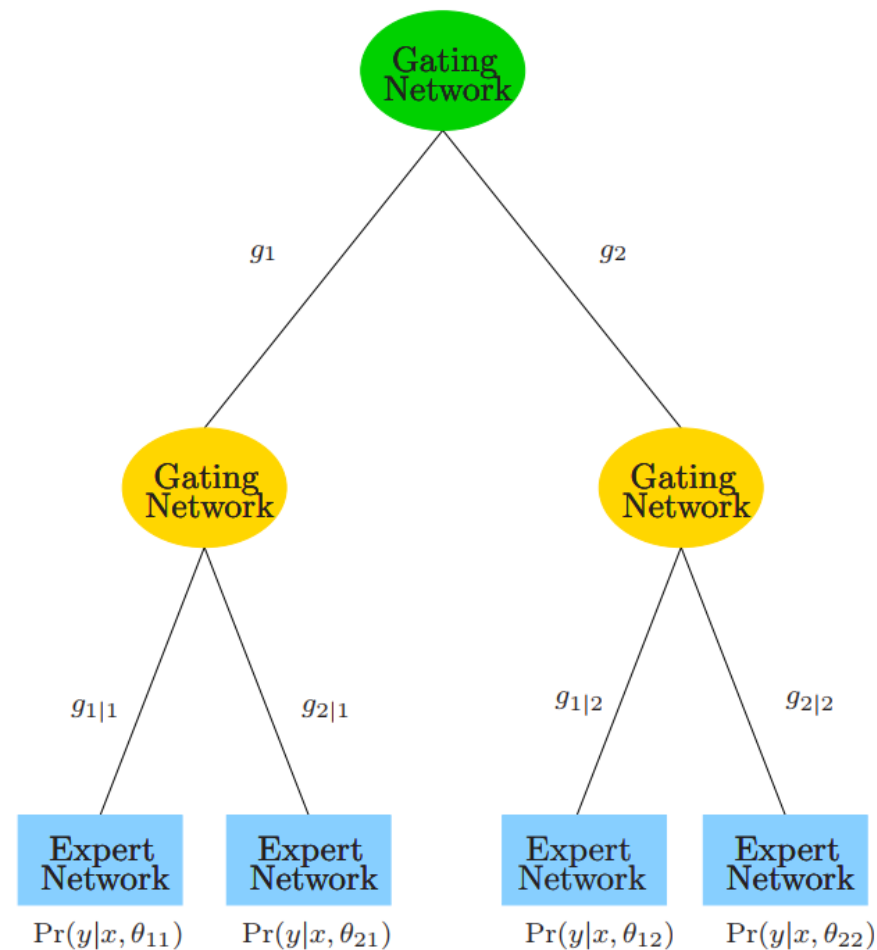 Gating
Network
g1
g2
Gating
Network
Gating
Network
g1|1
g2|1
g1|2
g2|2
Expert
Network
Expert
Network
Expert
Network
Expert
Network
Pr(y|x, θ11)
Pr(y|x, θ21)
Pr(y|x, θ12)
Pr(y|x, θ22)